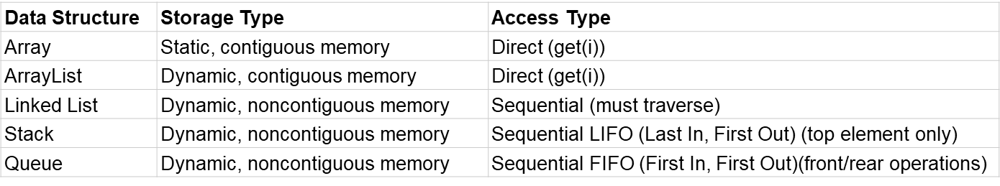 Data Structure Storage Type Access Type
Array Static, contiguous memory Direct (get(i))
ArrayList Dynamic, contiguous memory Direct (get(i))
Linked List Dynamic, noncontiguous memory Sequential (must traverse)
Stack Dynamic, noncontiguous memory Sequential LIFO (Last In, First Out) (top element only)
Queue Dynamic, noncontiguous memory Sequential FIFO (First In, First Out)(front/rear operations)